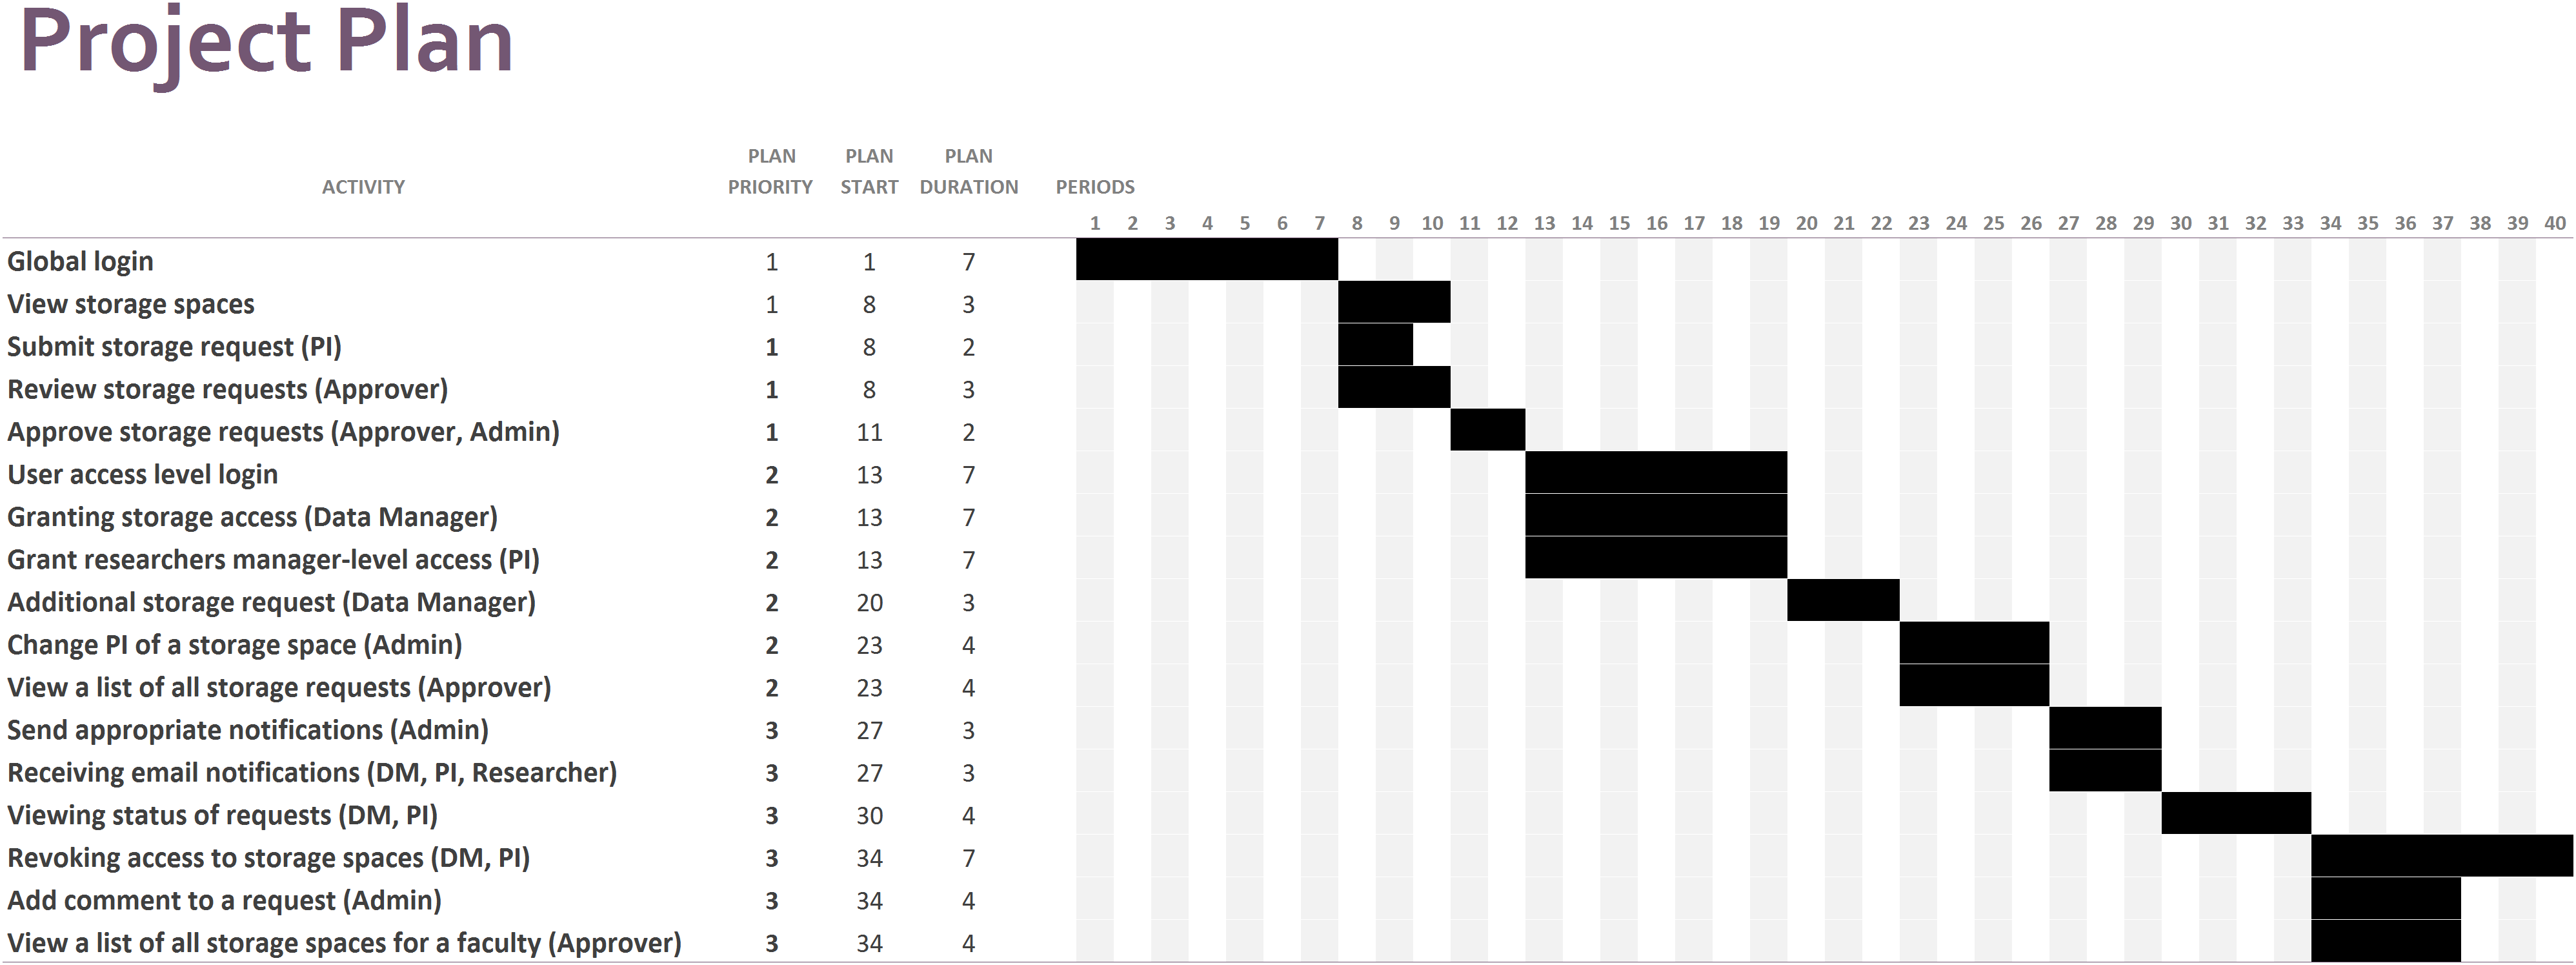 Project Plan
PLAN PLAN PLAN
ACTIVITY PRIORITY START DURATION PERIODS
1 2 3 4 5 6 7 8 9 10 11 12 13 14 15 16 17 18 19 20 21 22 23 24 25 26 27 28 29 30 31 32 33 34 35 36 37 38 39 40
Global login 1 1 7
View storage spaces 1 8 3
Submit storage request (PI) 1 8 2
Review storage requests (Approver) 1 8 3
Approve storage requests (Approver, Admin) 1 11 2
User access level login 2 13 7
Granting storage access (Data Manager) 2 13 7
Grant researchers manager-level access (PI) 2 13 7
Additional storage request (Data Manager) 2 20 3
Change PI of a storage space (Admin) 2 23 4
View a list of all storage requests (Approver) 2 23 4
Send appropriate notifications (Admin) 3 27 3
Receiving email notifications (DM, PI, Researcher) 3 27 3
Viewing status of requests (DM, PI) 3 30 4
Revoking access to storage spaces (DM, PI) 3 34 7
Add comment to a request (Admin) 3 34 4
View a list of all storage spaces for a faculty (Approver) 3 34 4